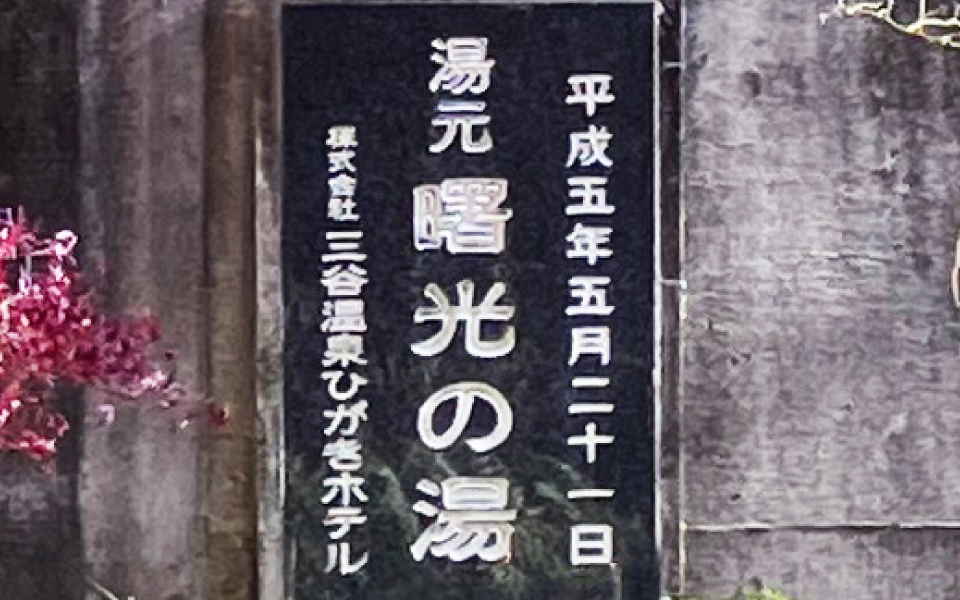 平成五年五月二十一日
湯元 曙光の湯
株式会社 三谷温泉ひがきホテル